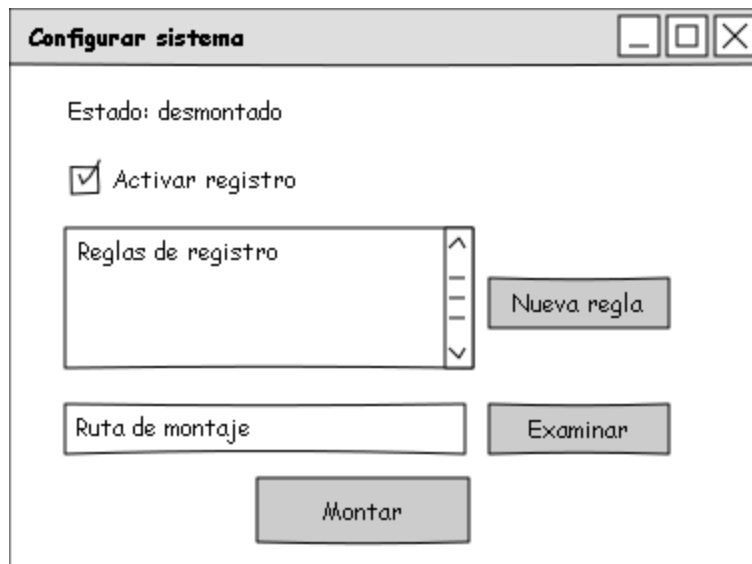 Configurar sistema
Estado: desmontado
Activar registro
Reglas de registro
Nueva regla
Ruta de montaje
Examinar
Montar